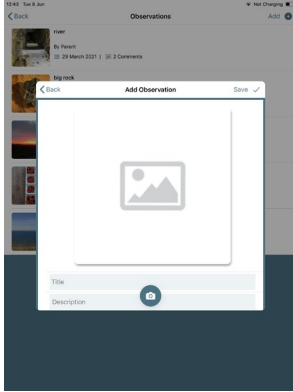 12:43 Tue 8 Jun
Not Charging
Back
Observations
Add
river
By Parent
29 March 2021 | 2 Comments
big rock
Back
Add Observation
Save
Title
Description